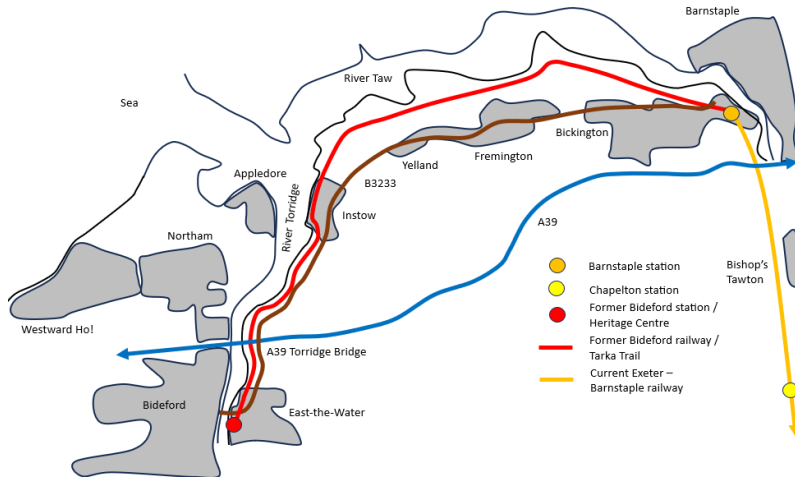 Barnstaple
River Taw
Sea
Bickington
Fremington
Yelland
B3233
Appledore
Instow
River Torridge
Northam
A39
Bishop's
Tawton
Westward Ho!
A39 Torridge Bridge
Bideford
East-the-Water
Barnstaple station
Chapelton station
Former Bideford station /
Heritage Centre
Former Bideford railway /
Tarka Trail
Current Exeter –
Barnstaple railway